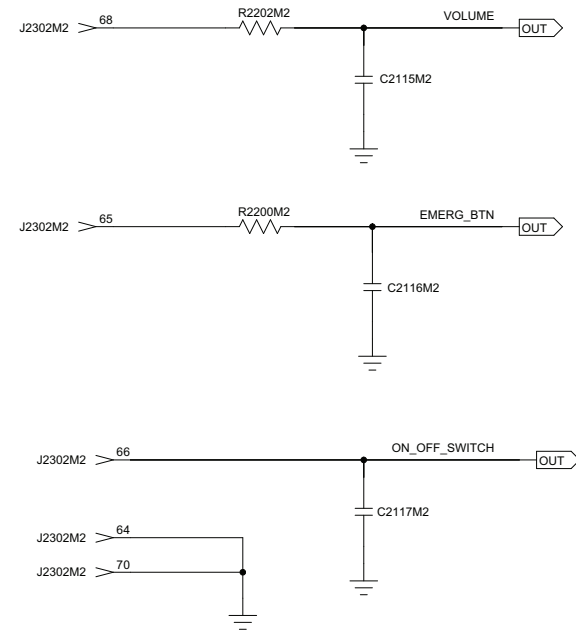 J2302M2 68 R2202M2 VOLUME OUT
C2115M2
J2302M2 65 R2200M2 EMERG_BTN OUT
C2116M2
J2302M2 66 ON_OFF_SWITCH OUT
C2117M2
J2302M2 64
J2302M2 70